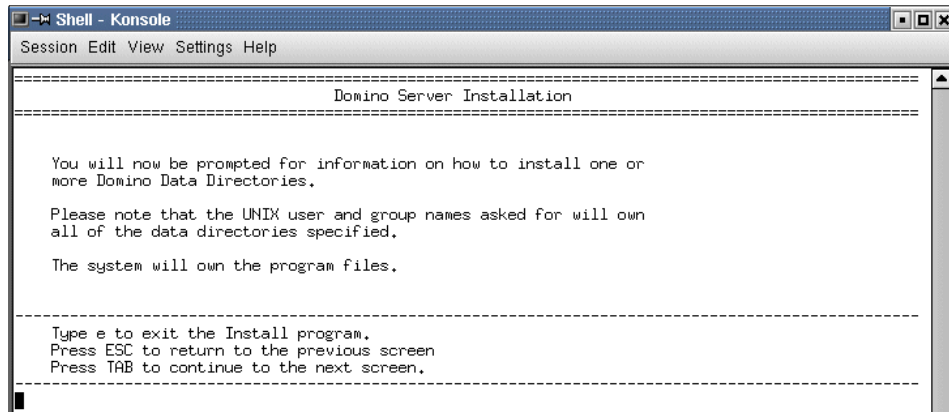 Shell - Konsole
Session Edit View Settings Help
================================================================================
Domino Server Installation
================================================================================
You will now be prompted for information on how to install one or
more Domino Data Directories.
Please note that the UNIX user and group names asked for will own
all of the data directories specified.
The system will own the program files.
--------------------------------------------------------------------------------
Type e to exit the Install program.
Press ESC to return to the previous screen
Press TAB to continue to the next screen.
--------------------------------------------------------------------------------